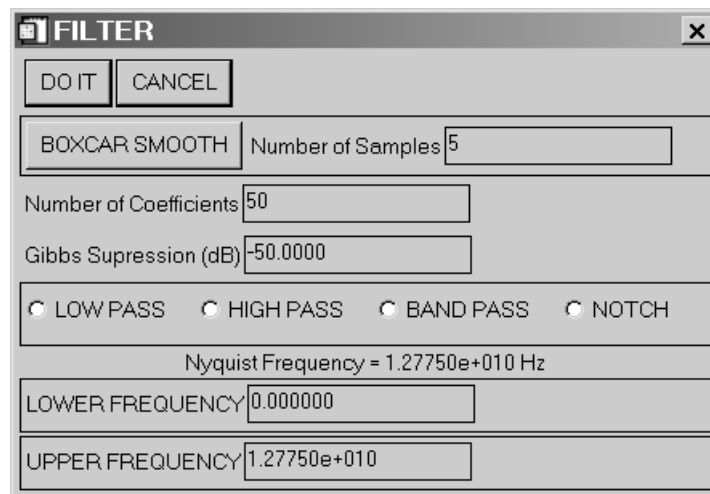 FILTER
DO IT CANCEL
BOXCAR SMOOTH Number of Samples 5
Number of Coefficients 50
Gibbs Supression (dB) -50.0000
LOW PASS HIGH PASS BAND PASS NOTCH
Nyquist Frequency = 1.27750e+010 Hz
LOWER FREQUENCY 0.000000
UPPER FREQUENCY 1.27750e+010